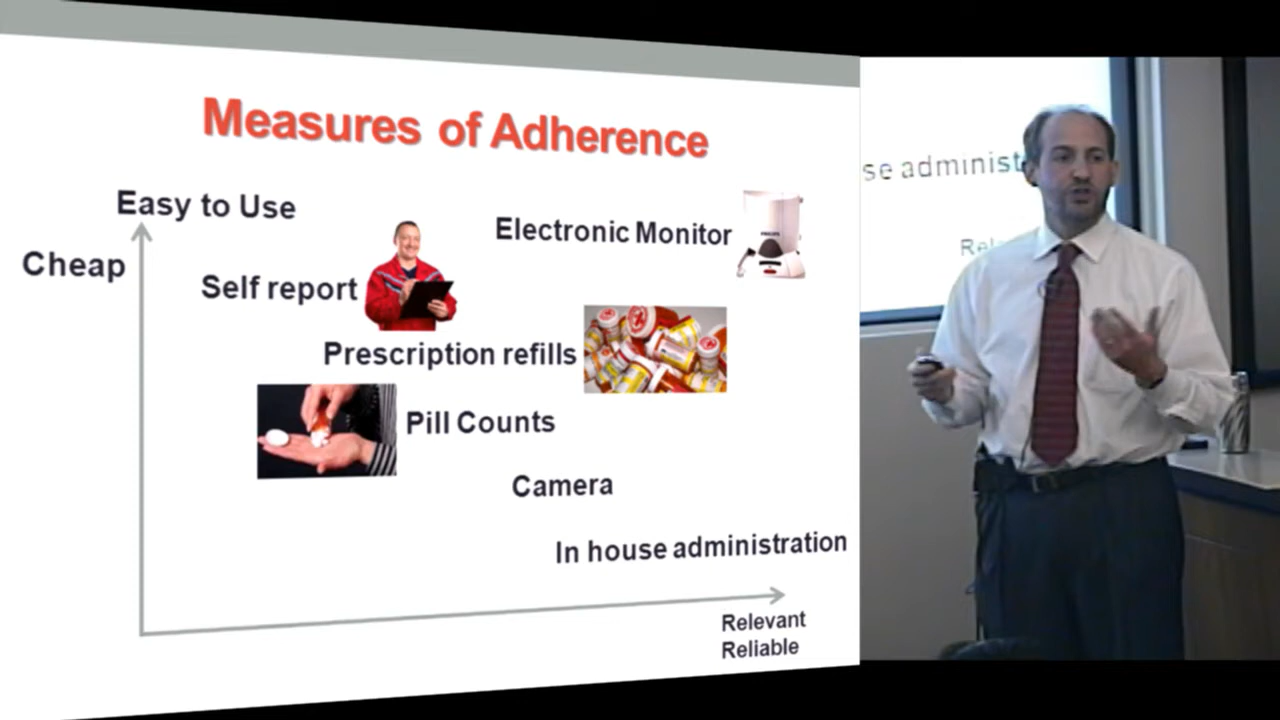 Measures of Adherence
Easy to Use
Cheap
Electronic Monitor
PHILIPS
Self report
Prescription refills
Pill Counts
Camera
In house administration
Relevant
Reliable
se administ
Rel